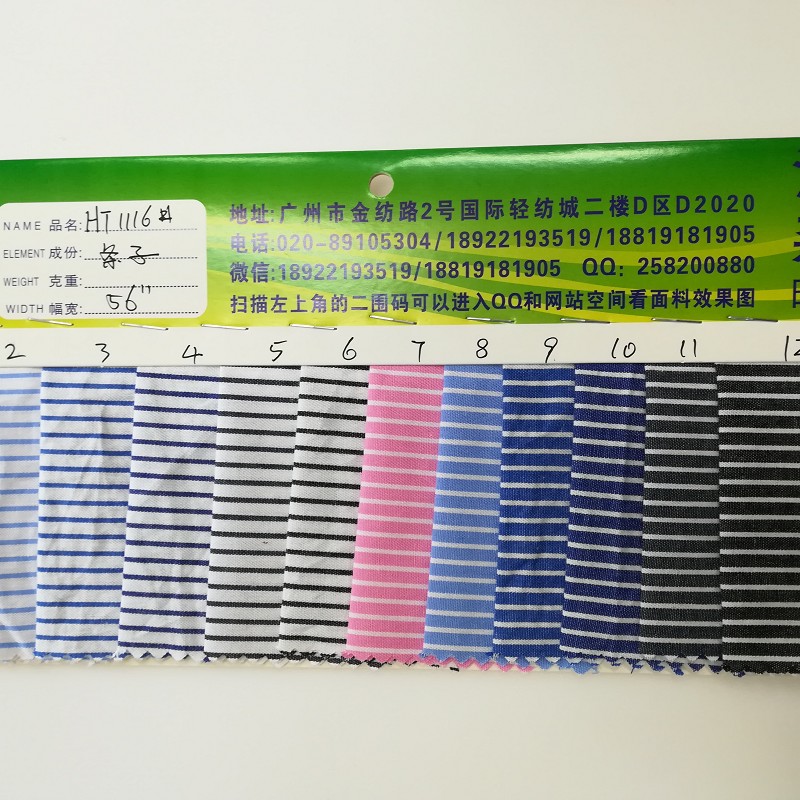 NAME 品名: HT1116#
ELEMENT 成份: 条子
WEIGHT 克重:
WIDTH 幅宽: 56"
地址:广州市金纺路2号国际轻纺城二楼D区D2020
电话:020-89105304/18922193519/18819181905
微信:18922193519/18819181905 QQ: 258200880
扫描左上角的二围码可以进入QQ和网站空间看面料效果图
2 3 4 5 6 7 8 9 10 11 12